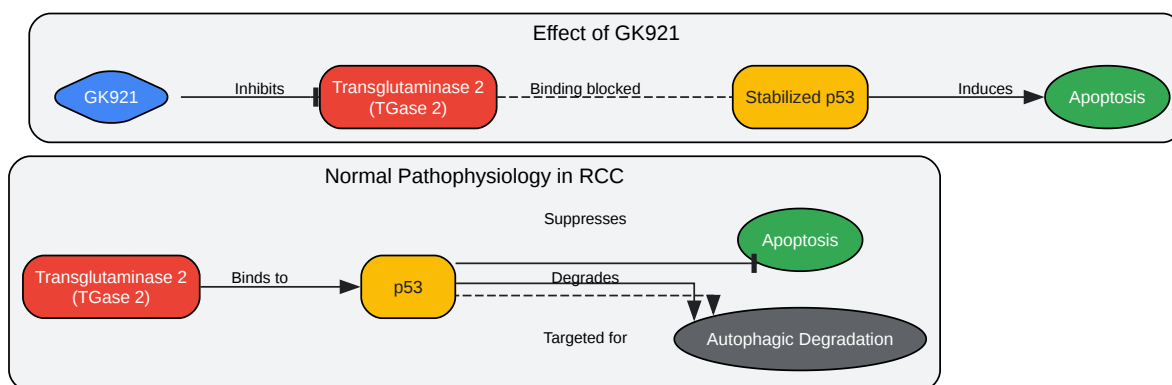 Effect of GK921
GK921
Inhibits
Transglutaminase 2
(TGase 2)
Binding blocked
Stabilized p53
Induces
Apoptosis
Normal Pathophysiology in RCC
Suppresses
Apoptosis
Transglutaminase 2
(TGase 2)
Binds to
p53
Degrades
Targeted for
Autophagic Degradation